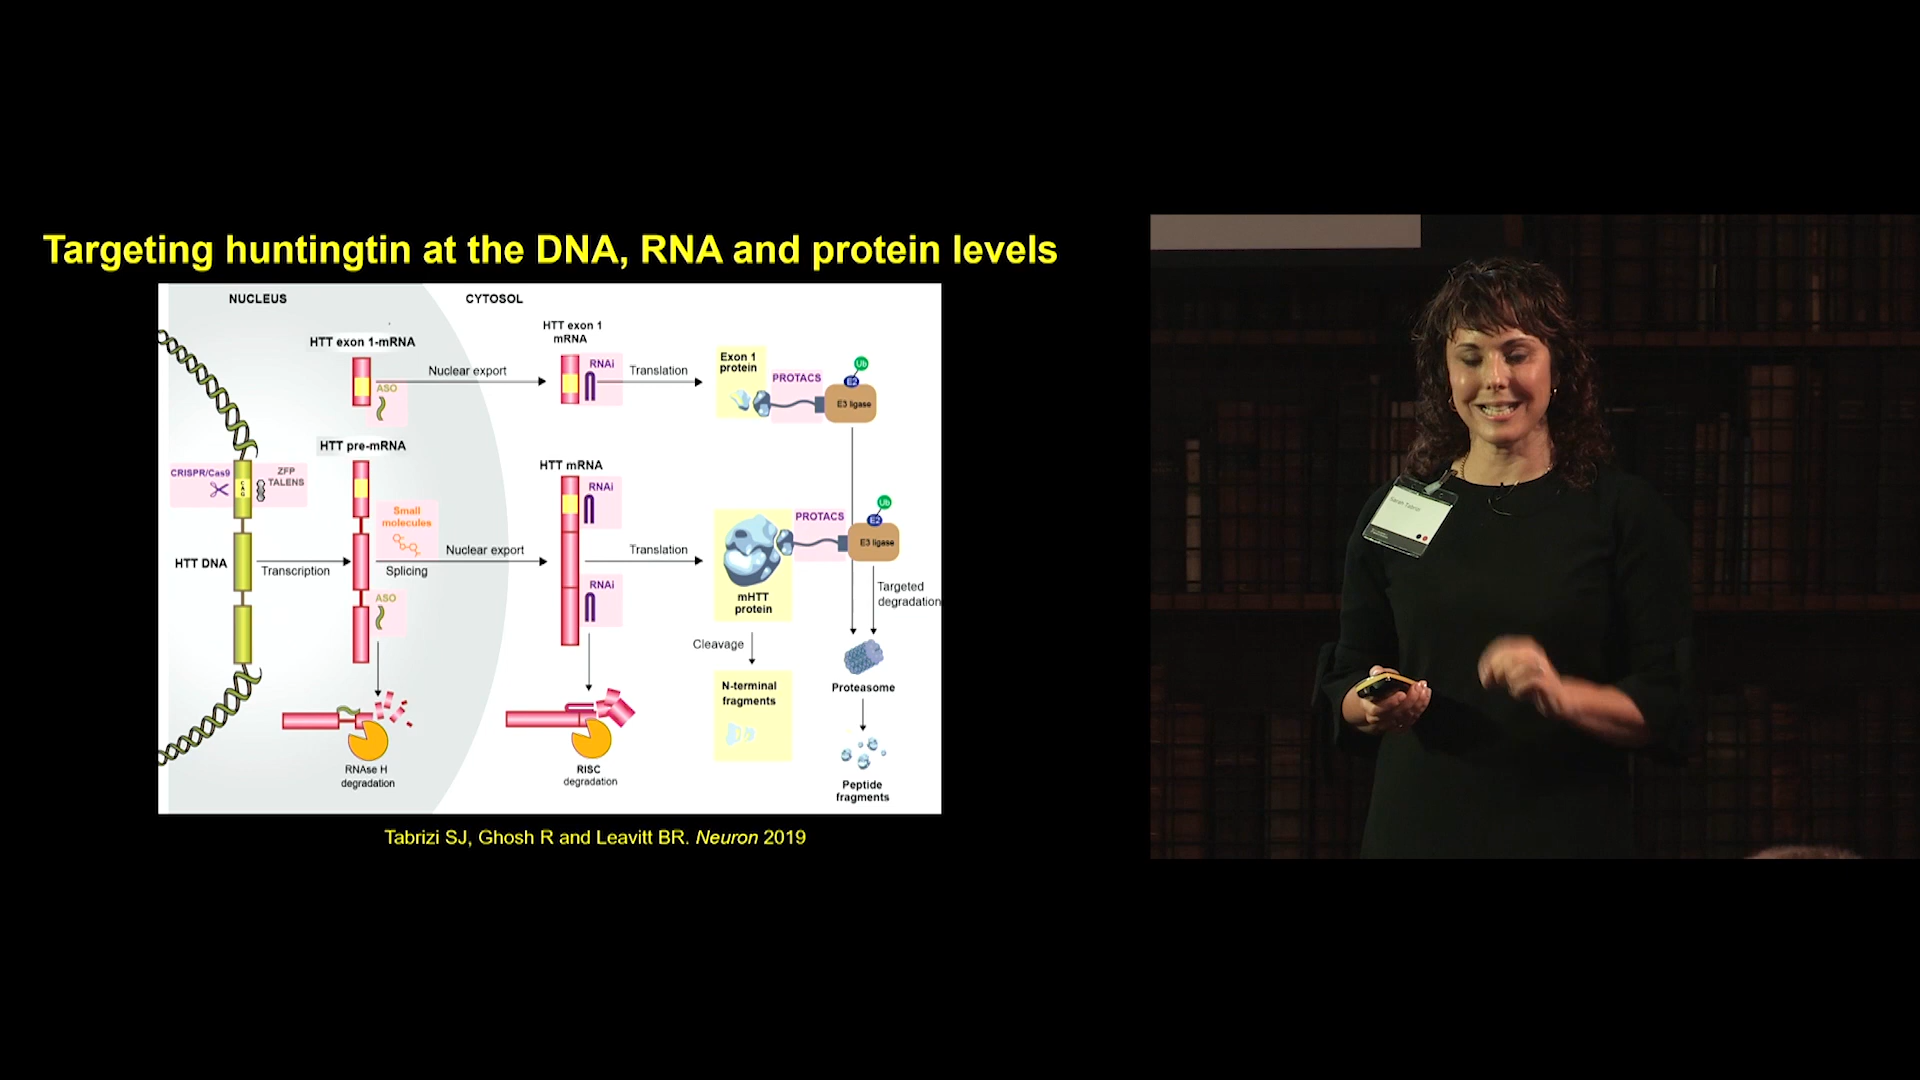 Targeting huntingtin at the DNA, RNA and protein levels
NUCLEUS
CYTOSOL
HTT exon 1-mRNA
ASO
Nuclear export
HTT exon 1
mRNA
RNAi
Translation
Exon 1
protein
PROTACS
Ub
E2
E3 ligase
HTT pre-mRNA
CRISPR/Cas9
CAG
ZFP
TALENS
HTT DNA
Transcription
Small
molecules
Splicing
ASO
Nuclear export
HTT mRNA
RNAi
RNAi
Translation
mHTT
protein
PROTACS
Ub
E2
E3 ligase
Targeted
degradation
Cleavage
N-terminal
fragments
Proteasome
Peptide
fragments
RNAse H
degradation
RISC
degradation
Tabrizi SJ, Ghosh R and Leavitt BR. Neuron 2019
Sarah Tabrizi